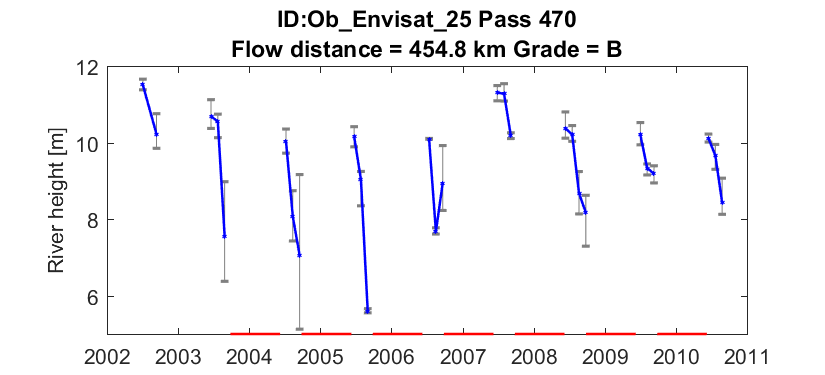 ID:Ob_Envisat_25 Pass 470
Flow distance = 454.8 km Grade = B
River height [m]
12
10
8
6
2002 2003 2004 2005 2006 2007 2008 2009 2010 2011